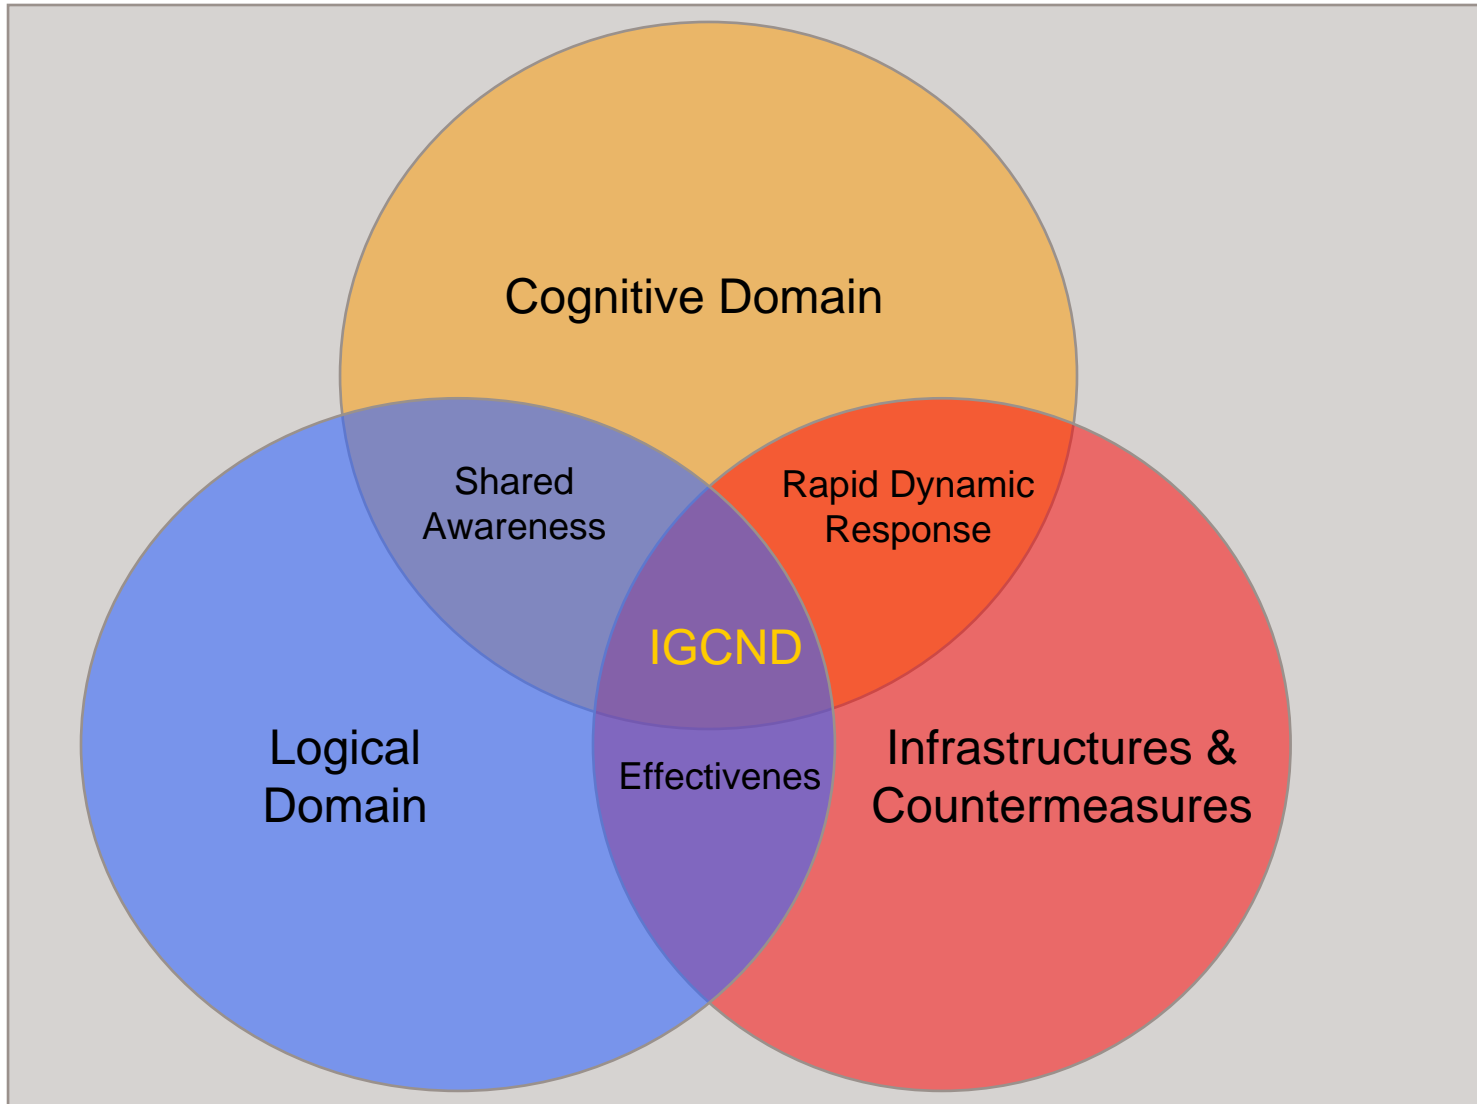 Cognitive Domain
Shared
Awareness
Rapid Dynamic
Response
IGCND
Logical
Domain
Effectivenes
Infrastructures &
Countermeasures